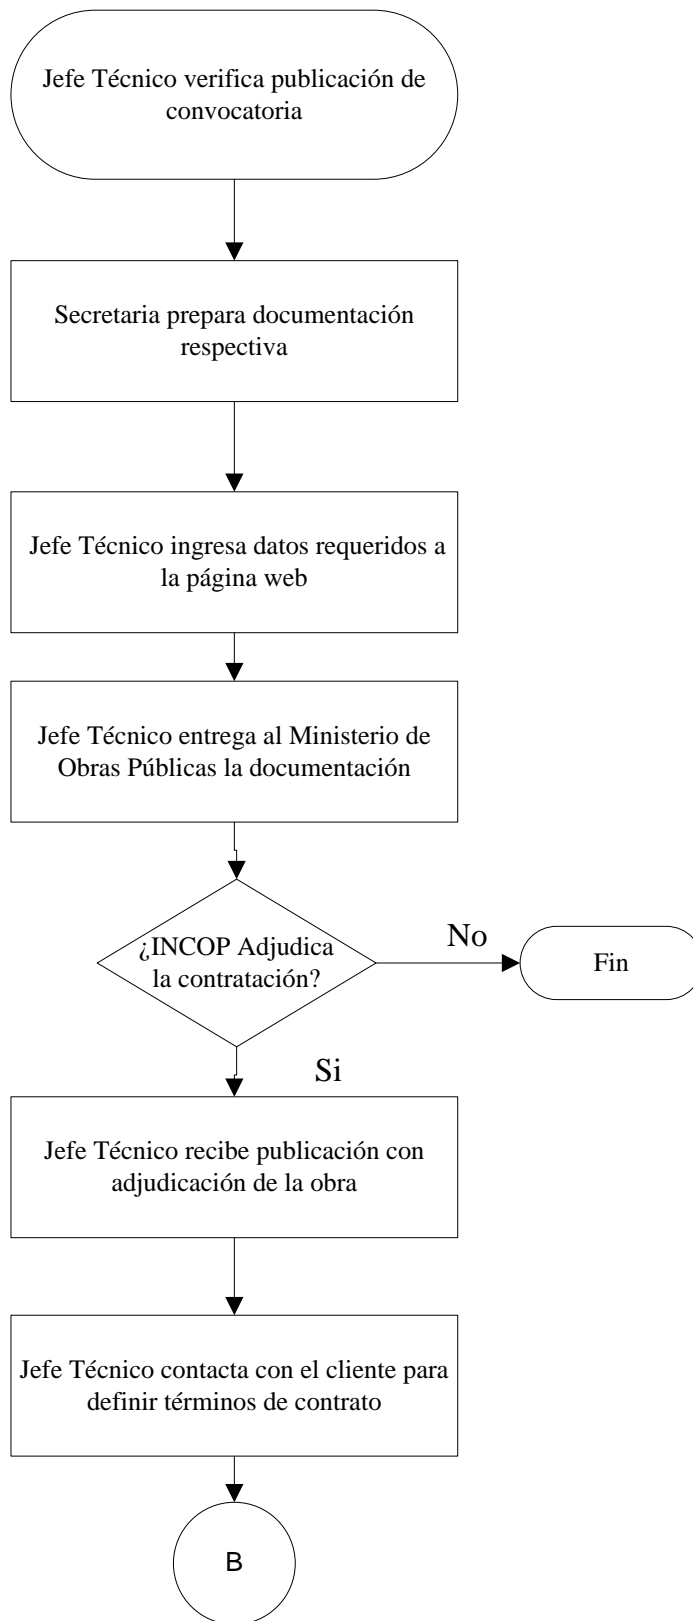 Jefe Técnico verifica publicación de
convocatoria
Secretaria prepara documentación
respectiva
Jefe Técnico ingresa datos requeridos a
la página web
Jefe Técnico entrega al Ministerio de
Obras Públicas la documentación
¿INCOP Adjudica
la contratación?
No
Fin
Si
Jefe Técnico recibe publicación con
adjudicación de la obra
Jefe Técnico contacta con el cliente para
definir términos de contrato
B